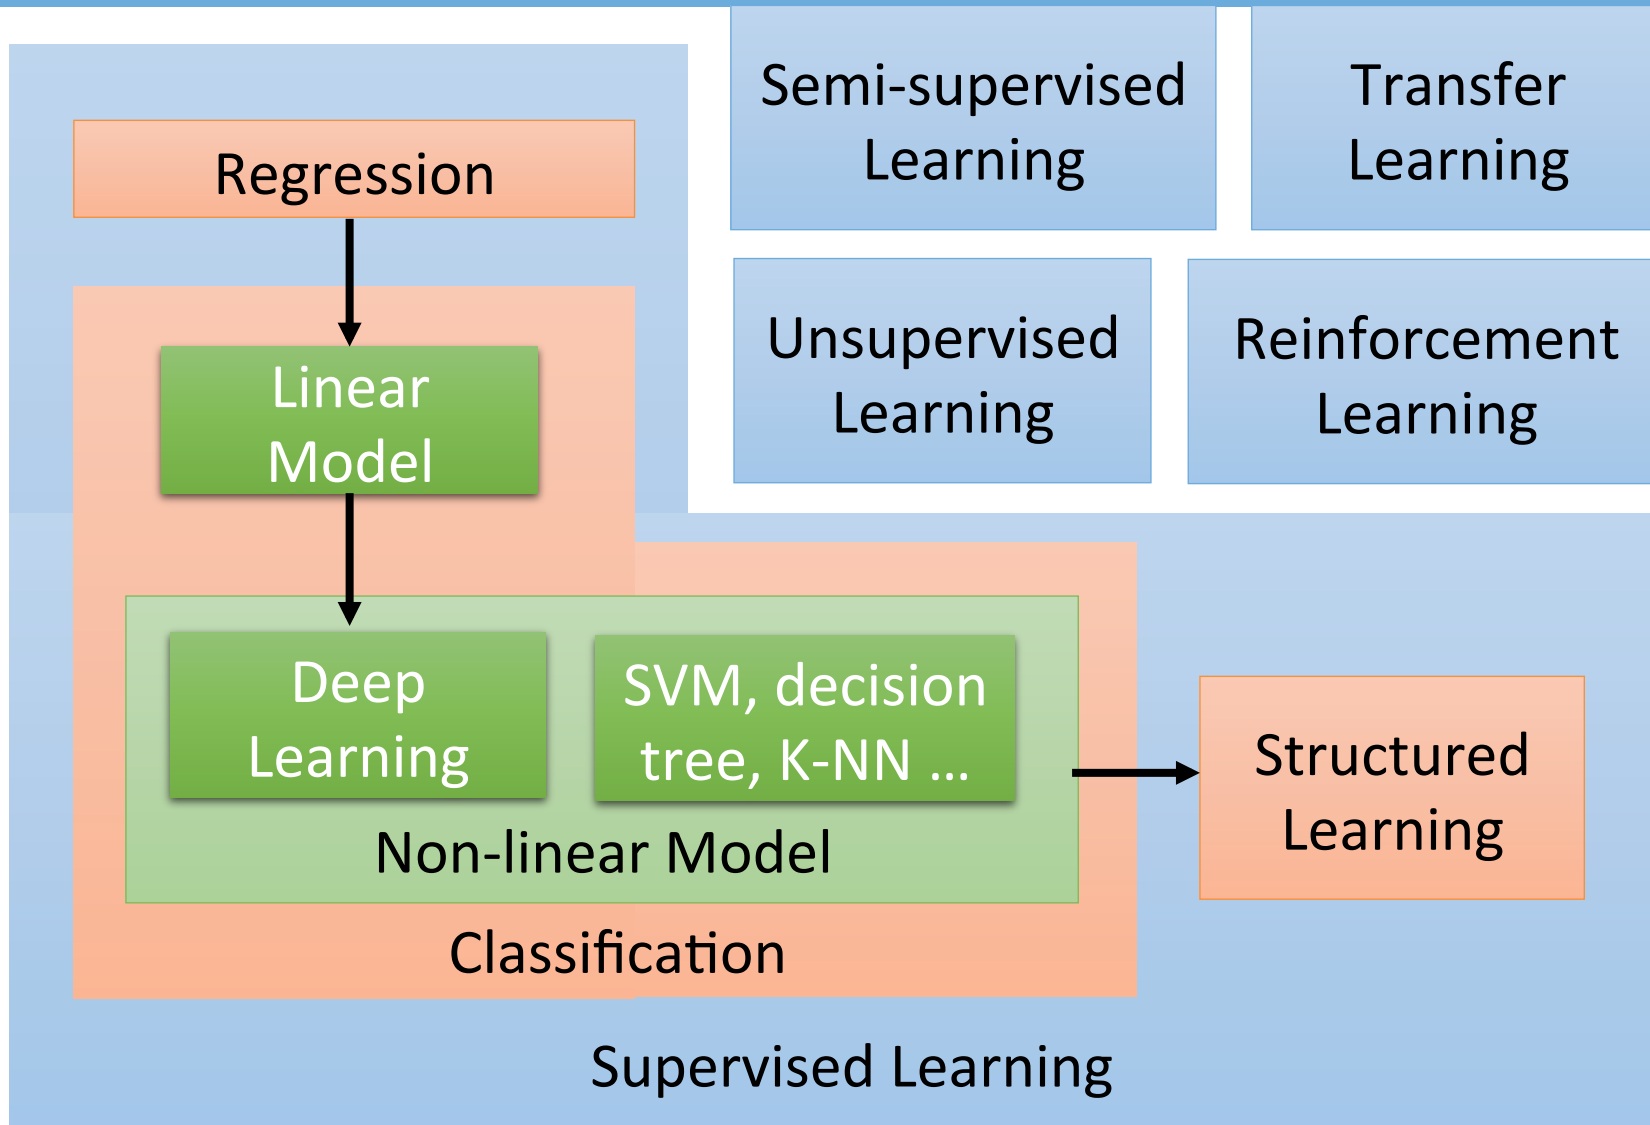 Semi-supervised
Learning
Transfer
Learning
Regression
Unsupervised
Learning
Reinforcement
Learning
Linear
Model
Deep
Learning
SVM, decision
tree, K-NN ...
Non-linear Model
Structured
Learning
Classification
Supervised Learning